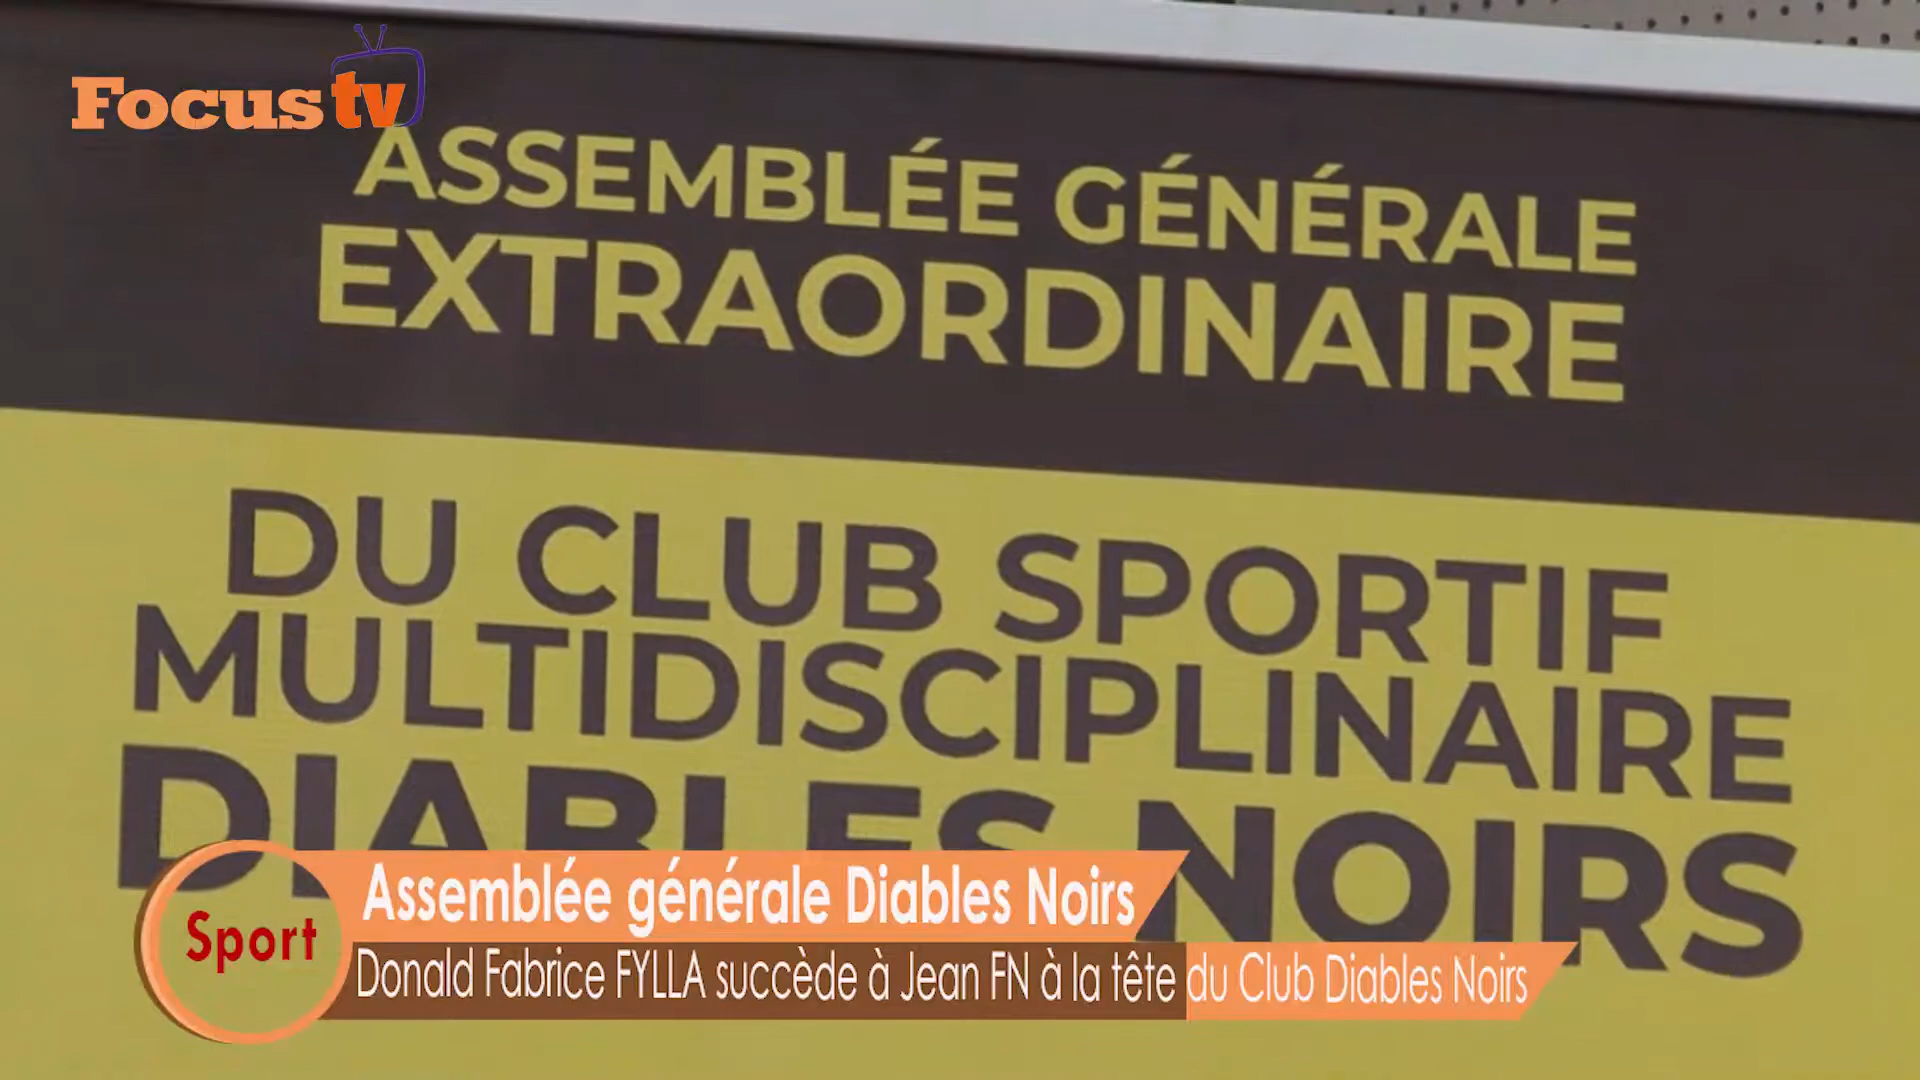 Focus tv
ASSEMBLÉE GÉNÉRALE
EXTRAORDINAIRE
DU CLUB SPORTIF
MULTIDISCIPLINAIRE
DIABLES NOIRS
Sport
Assemblée générale Diables Noirs
Donald Fabrice FYLLA succède à Jean FN à la tête du Club Diables Noirs